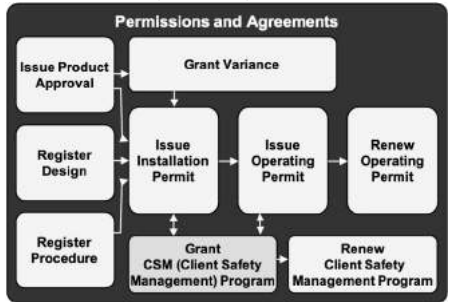 Permissions and Agreements
Issue Product
Approval
Grant Variance
Register
Design
Issue
Installation
Permit
Issue
Operating
Permit
Renew
Operating
Permit
Register
Procedure
Grant
CSM (Client Safety
Management) Program
Renew
Client Safety
Management Program